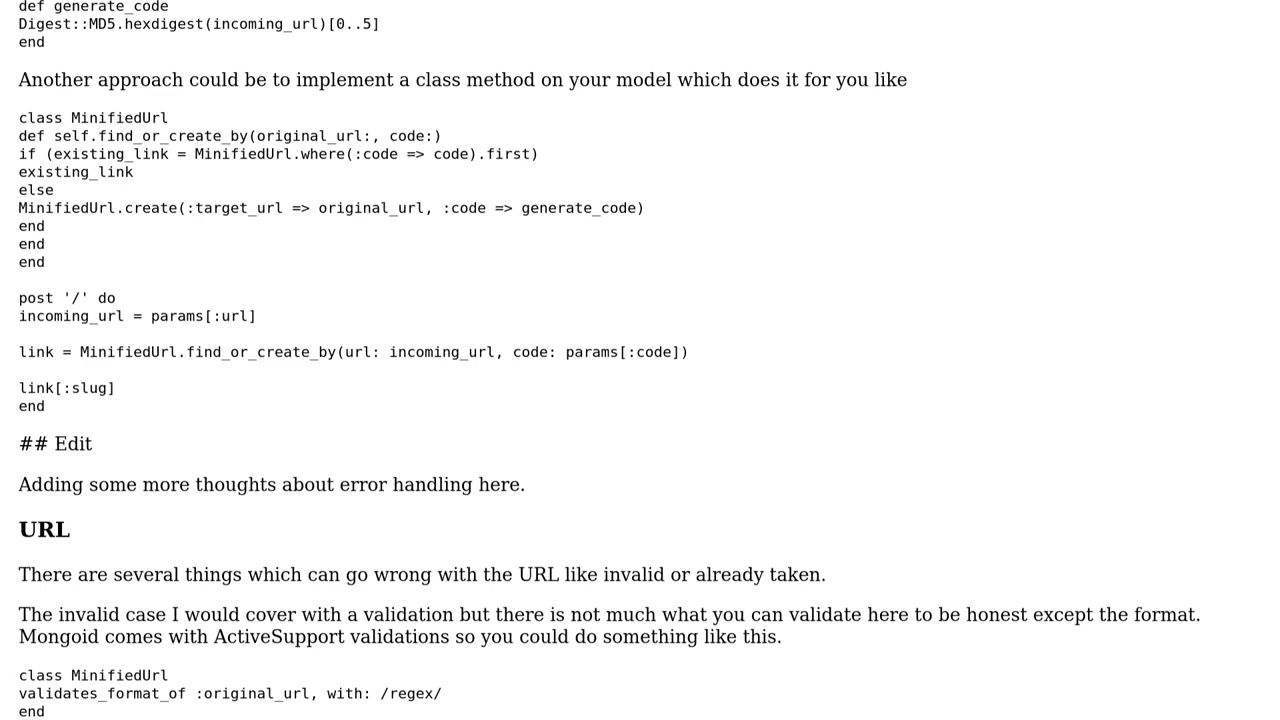 def generate_code
Digest::MD5.hexdigest(incoming_url)[0..5]
end
Another approach could be to implement a class method on your model which does it for you like
class MinifiedUrl
def self.find_or_create_by(original_url:, code:)
if (existing_link = MinifiedUrl.where(:code => code).first)
existing_link
else
MinifiedUrl.create(:target_url => original_url, :code => generate_code)
end
end
end
post '/' do
incoming_url = params[:url]
link = MinifiedUrl.find_or_create_by(url: incoming_url, code: params[:code])
link[:slug]
end
## Edit
Adding some more thoughts about error handling here.
URL
There are several things which can go wrong with the URL like invalid or already taken.
The invalid case I would cover with a validation but there is not much what you can validate here to be honest except the format.
Mongoid comes with ActiveSupport validations so you could do something like this.
class MinifiedUrl
validates_format_of :original_url, with: /regex/
end